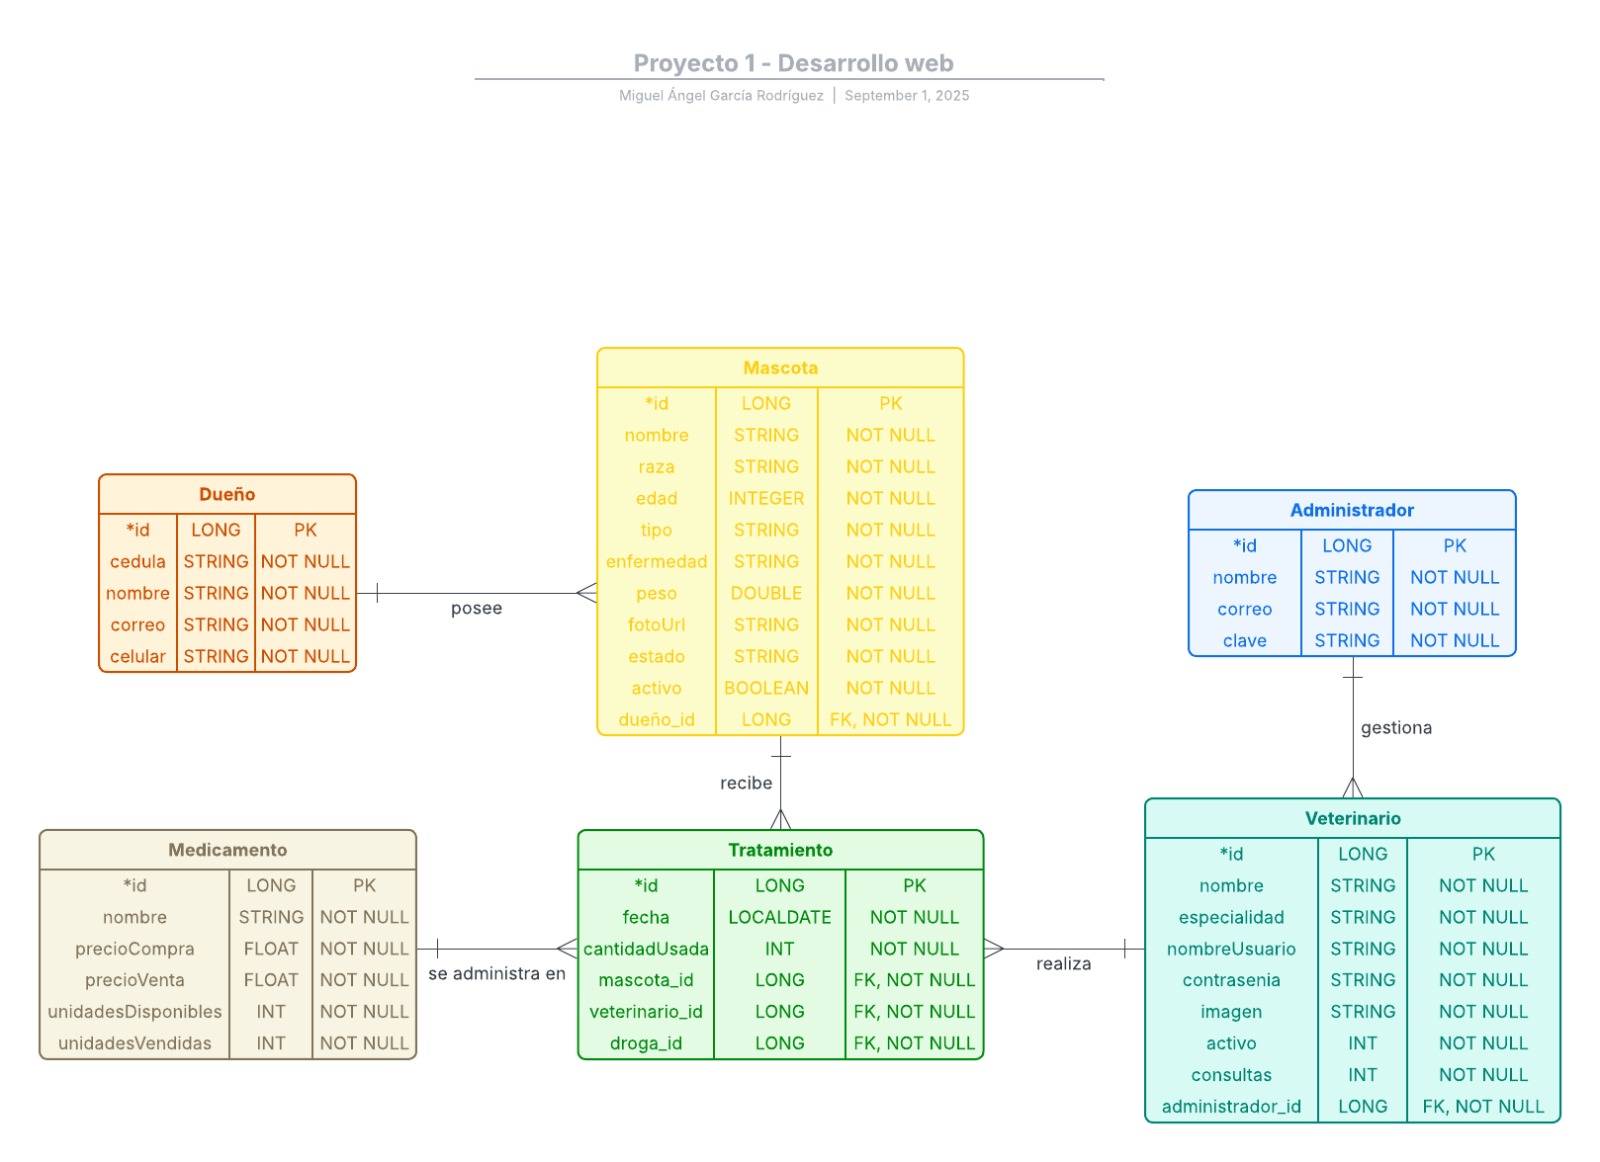 Proyecto 1 - Desarrollo web
Miguel Ángel García Rodríguez | September 1, 2025
Mascota
*id LONG PK
nombre STRING NOT NULL
raza STRING NOT NULL
edad INTEGER NOT NULL
tipo STRING NOT NULL
enfermedad STRING NOT NULL
peso DOUBLE NOT NULL
fotoUrl STRING NOT NULL
estado STRING NOT NULL
activo BOOLEAN NOT NULL
dueño_id LONG FK, NOT NULL
Dueño
*id LONG PK
cedula STRING NOT NULL
nombre STRING NOT NULL
correo STRING NOT NULL
celular STRING NOT NULL
posee
Administrador
*id LONG PK
nombre STRING NOT NULL
correo STRING NOT NULL
clave STRING NOT NULL
gestiona
recibe
Medicamento
*id LONG PK
nombre STRING NOT NULL
precioCompra FLOAT NOT NULL
precioVenta FLOAT NOT NULL
unidadesDisponibles INT NOT NULL
unidadesVendidas INT NOT NULL
se administra en
Tratamiento
*id LONG PK
fecha LOCALDATE NOT NULL
cantidadUsada INT NOT NULL
mascota_id LONG FK, NOT NULL
veterinario_id LONG FK, NOT NULL
droga_id LONG FK, NOT NULL
realiza
Veterinario
*id LONG PK
nombre STRING NOT NULL
especialidad STRING NOT NULL
nombreUsuario STRING NOT NULL
contrasenia STRING NOT NULL
imagen STRING NOT NULL
activo INT NOT NULL
consultas INT NOT NULL
administrador_id LONG FK, NOT NULL